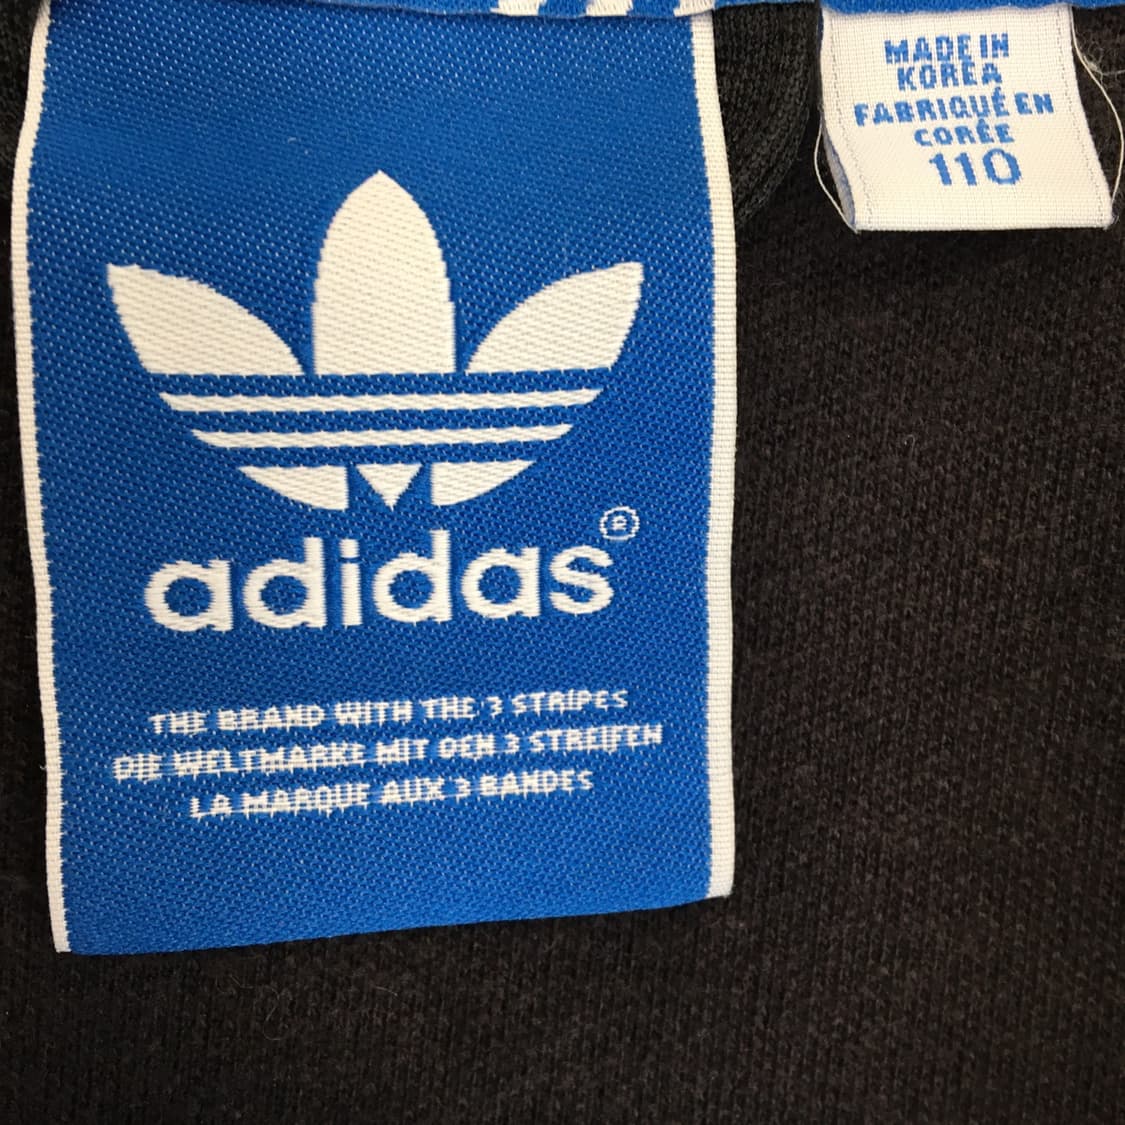 adidas®
THE BRAND WITH THE 3 STRIPES
DIE WELTMARKE MIT DEN 3 STREIFEN
LA MARQUE AUX 3 BANDES
MADE IN
KOREA
FABRIQUÉ EN
CORÉE
110